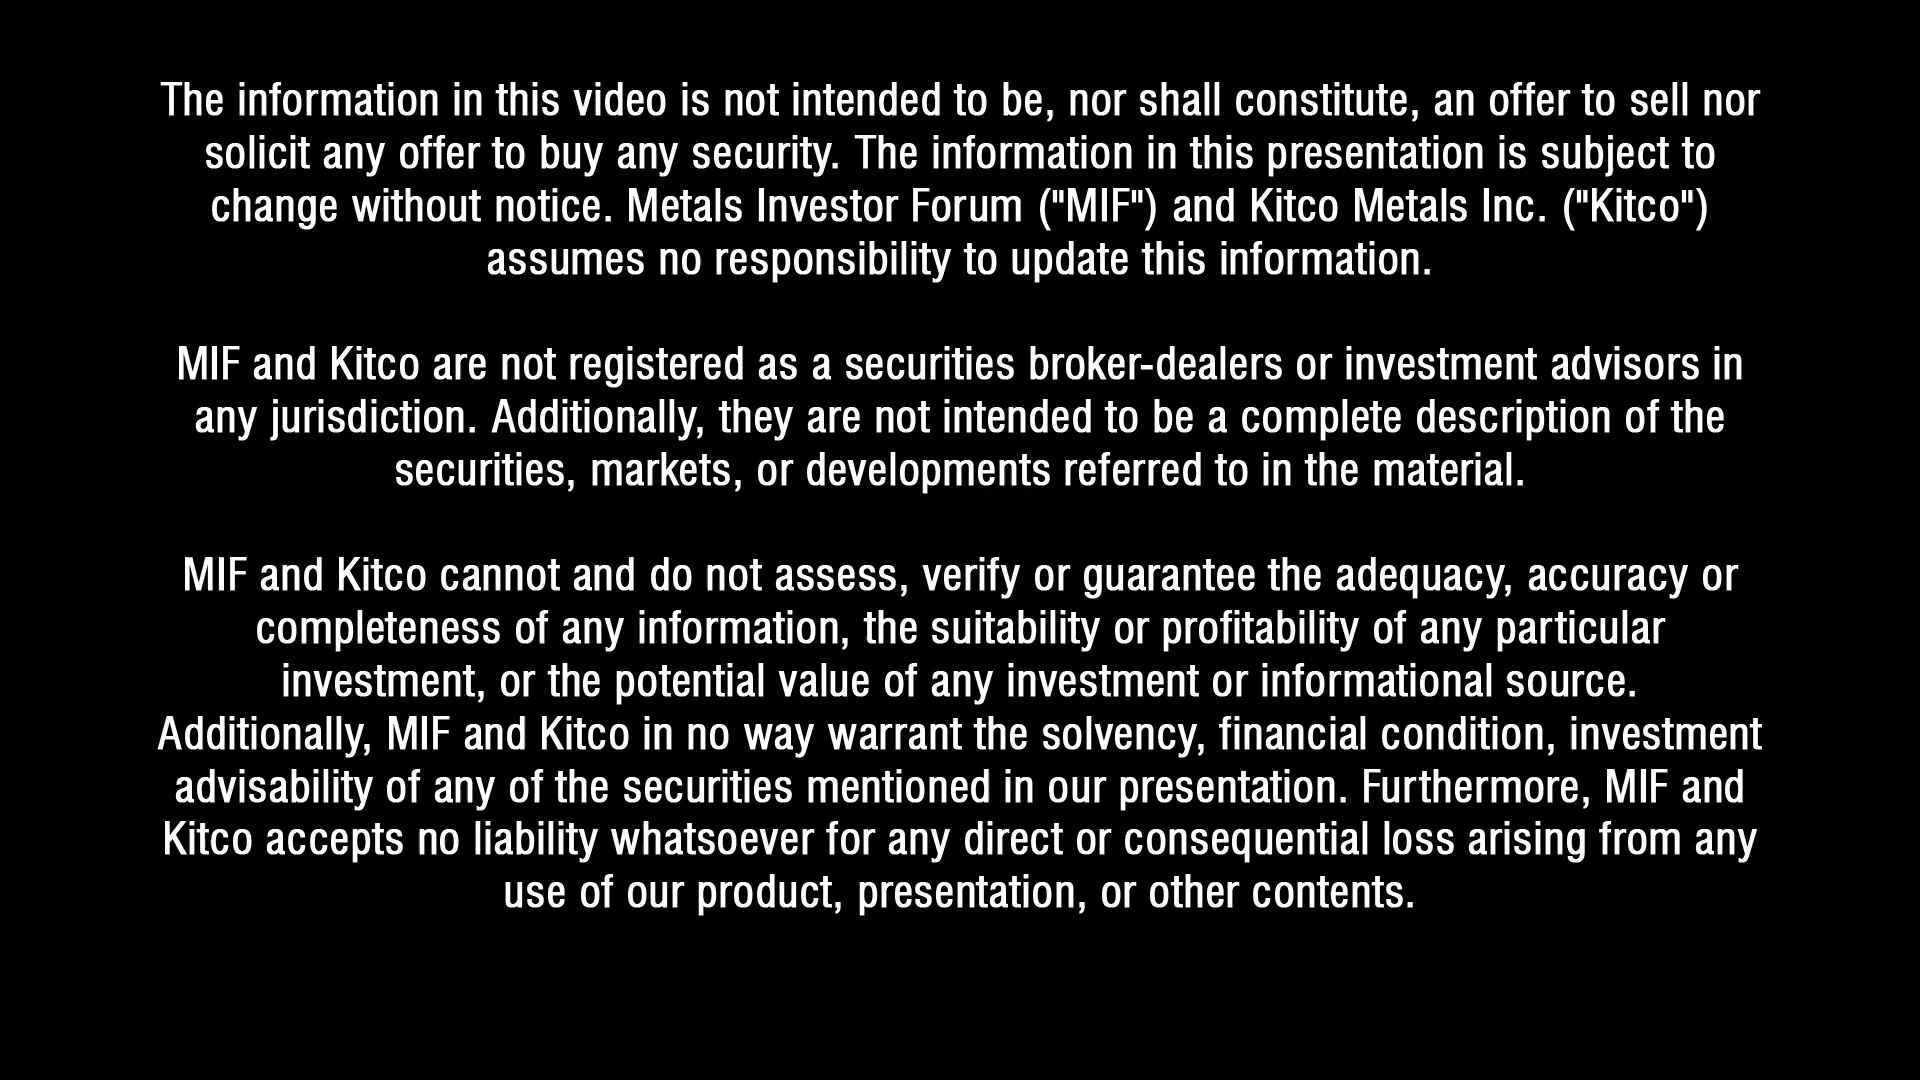 The information in this video is not intended to be, nor shall constitute, an offer to sell nor
solicit any offer to buy any security. The information in this presentation is subject to
change without notice. Metals Investor Forum ("MIF") and Kitco Metals Inc. ("Kitco")
assumes no responsibility to update this information.
MIF and Kitco are not registered as a securities broker-dealers or investment advisors in
any jurisdiction. Additionally, they are not intended to be a complete description of the
securities, markets, or developments referred to in the material.
MIF and Kitco cannot and do not assess, verify or guarantee the adequacy, accuracy or
completeness of any information, the suitability or profitability of any particular
investment, or the potential value of any investment or informational source.
Additionally, MIF and Kitco in no way warrant the solvency, financial condition, investment
advisability of any of the securities mentioned in our presentation. Furthermore, MIF and
Kitco accepts no liability whatsoever for any direct or consequential loss arising from any
use of our product, presentation, or other contents.